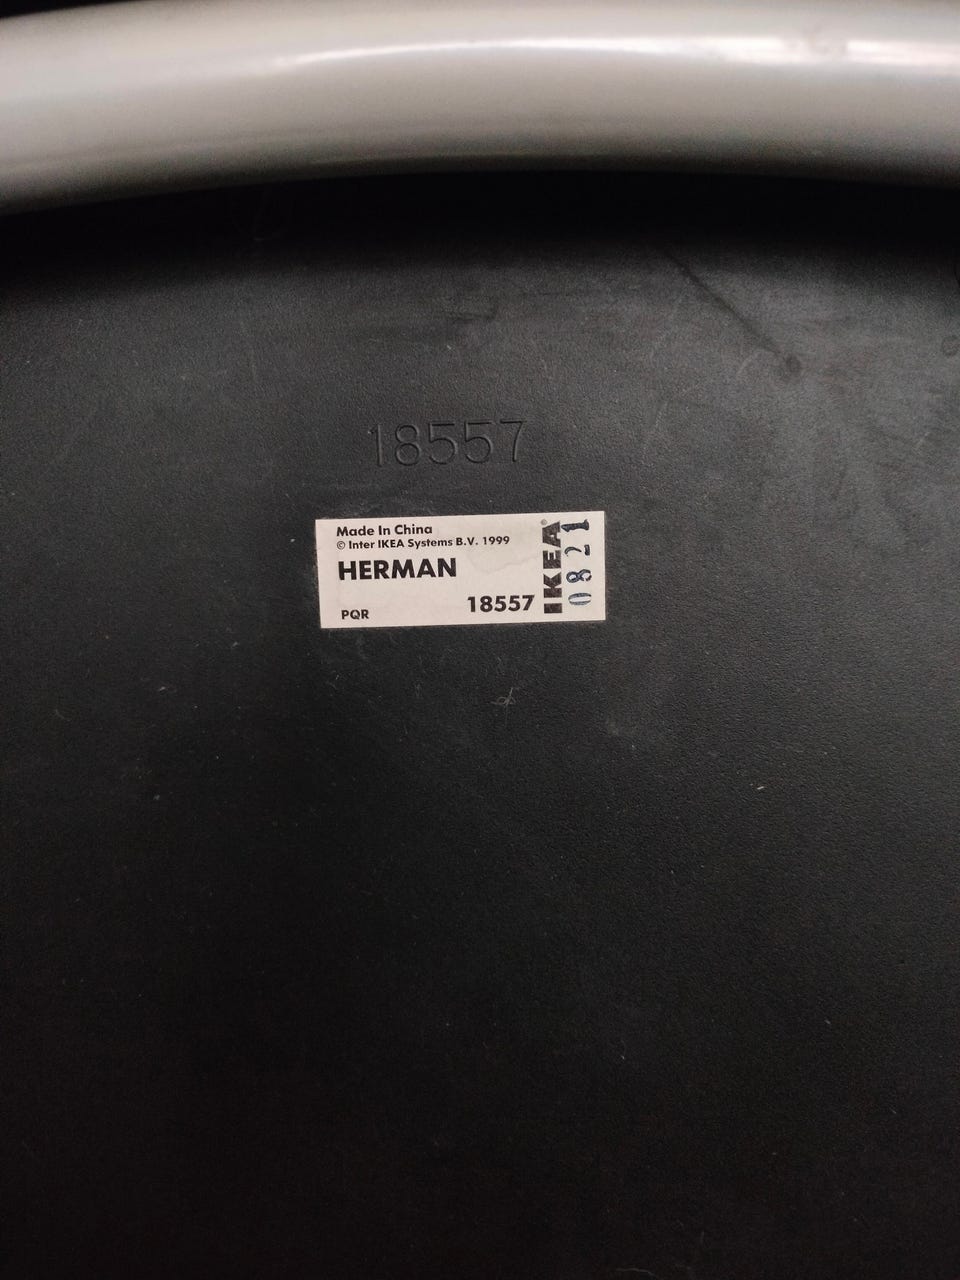 18557
Made In China
© Inter IKEA Systems B.V. 1999
HERMAN
PQR 18557
IKEA®
0821